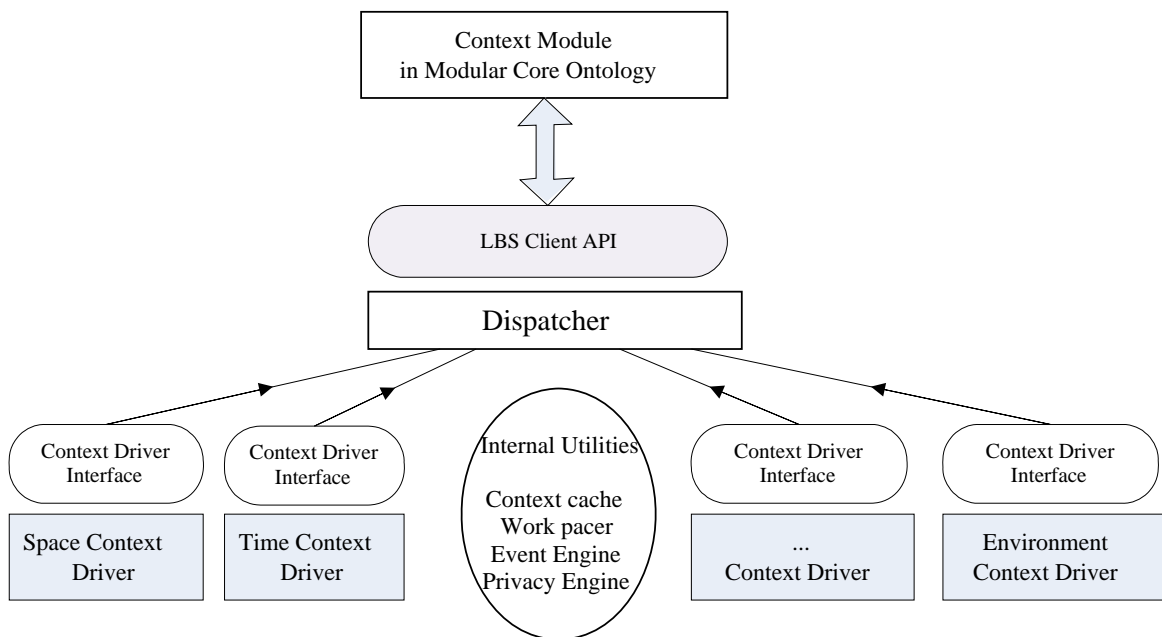 Context Module
in Modular Core Ontology
LBS Client API
Dispatcher
Context Driver
Interface
Context Driver
Interface
Internal Utilities
Context cache
Work pacer
Event Engine
Privacy Engine
Context Driver
Interface
Context Driver
Interface
Space Context
Driver
Time Context
Driver
...
Context Driver
Environment
Context Driver